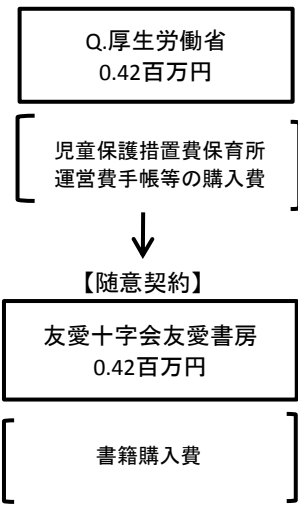 Q.厚生労働省
0.42百万円
児童保護措置費保育所
運営費手帳等の購入費
【随意契約】
友愛十字会友愛書房
0.42百万円
書籍購入費